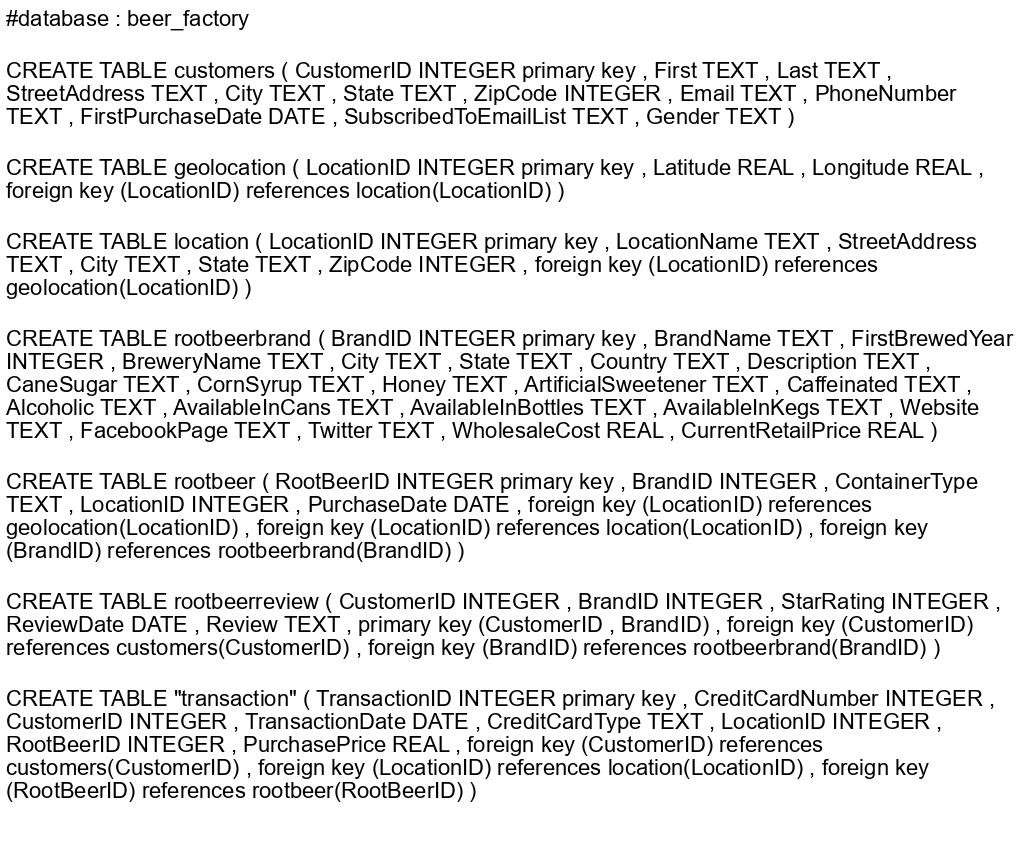 #database : beer_factory
CREATE TABLE customers ( CustomerID INTEGER primary key , First TEXT , Last TEXT ,
StreetAddress TEXT , City TEXT , State TEXT , ZipCode INTEGER , Email TEXT , PhoneNumber
TEXT , FirstPurchaseDate DATE , SubscribedToEmailList TEXT , Gender TEXT )
CREATE TABLE geolocation ( LocationID INTEGER primary key , Latitude REAL , Longitude REAL ,
foreign key (LocationID) references location(LocationID) )
CREATE TABLE location ( LocationID INTEGER primary key , LocationName TEXT , StreetAddress
TEXT , City TEXT , State TEXT , ZipCode INTEGER , foreign key (LocationID) references
geolocation(LocationID) )
CREATE TABLE rootbeerbrand ( BrandID INTEGER primary key , BrandName TEXT , FirstBrewedYear
INTEGER , BreweryName TEXT , City TEXT , State TEXT , Country TEXT , Description TEXT ,
CaneSugar TEXT , CornSyrup TEXT , Honey TEXT , ArtificialSweetener TEXT , Caffeinated TEXT ,
Alcoholic TEXT , AvailableInCans TEXT , AvailableInBottles TEXT , AvailableInKegs TEXT , Website
TEXT , FacebookPage TEXT , Twitter TEXT , WholesaleCost REAL , CurrentRetailPrice REAL )
CREATE TABLE rootbeer ( RootBeerID INTEGER primary key , BrandID INTEGER , ContainerType
TEXT , LocationID INTEGER , PurchaseDate DATE , foreign key (LocationID) references
geolocation(LocationID) , foreign key (LocationID) references location(LocationID) , foreign key
(BrandID) references rootbeerbrand(BrandID) )
CREATE TABLE rootbeerreview ( CustomerID INTEGER , BrandID INTEGER , StarRating INTEGER ,
ReviewDate DATE , Review TEXT , primary key (CustomerID , BrandID) , foreign key (CustomerID)
references customers(CustomerID) , foreign key (BrandID) references rootbeerbrand(BrandID) )
CREATE TABLE "transaction" ( TransactionID INTEGER primary key , CreditCardNumber INTEGER ,
CustomerID INTEGER , TransactionDate DATE , CreditCardType TEXT , LocationID INTEGER ,
RootBeerID INTEGER , PurchasePrice REAL , foreign key (CustomerID) references
customers(CustomerID) , foreign key (LocationID) references location(LocationID) , foreign key
(RootBeerID) references rootbeer(RootBeerID) )